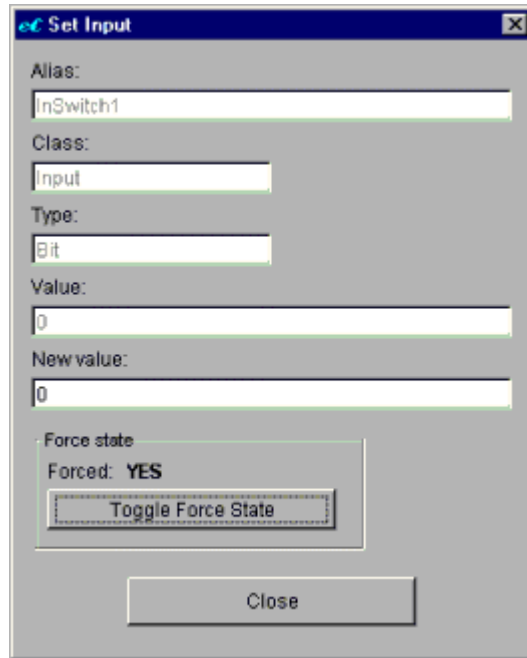 eC Set Input
Alias:
InSwitch1
Class:
Input
Type:
Bit
Value:
0
New value:
0
Force state
Forced: YES
Toggle Force State
Close